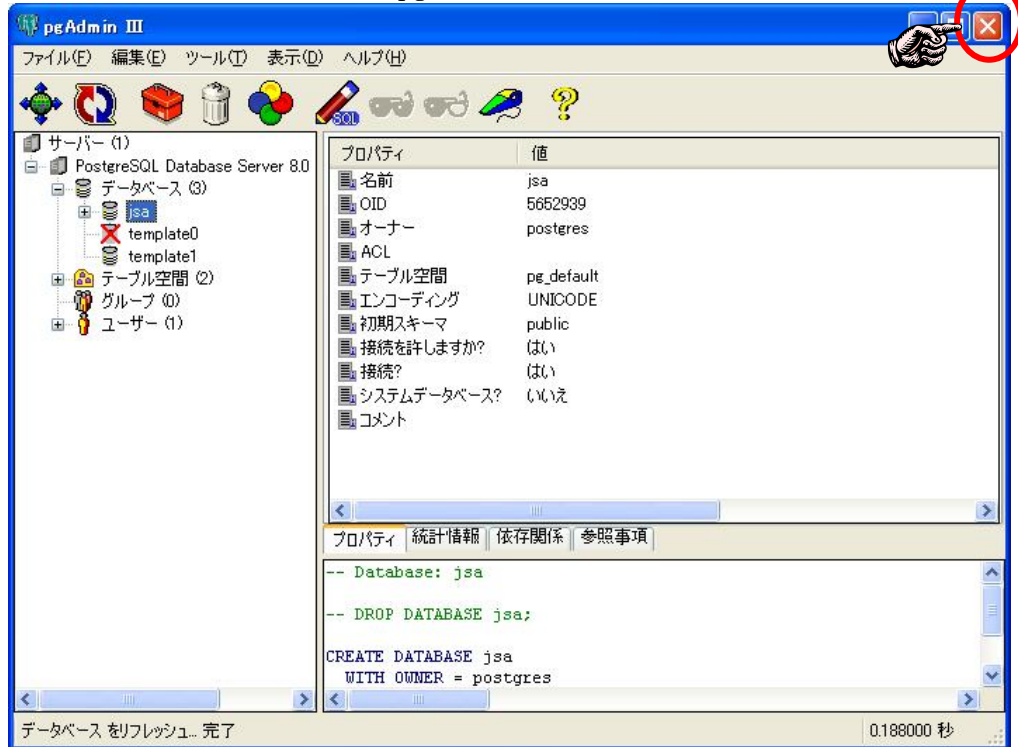 pgAdmin III
ファイル(F) 編集(E) ツール(T) 表示(D) ヘルプ(H)
SQL
サーバー (1)
PostgreSQL Database Server 8.0
データベース (3)
jsa
template0
template1
テーブル空間 (2)
グループ (0)
ユーザー (1)
プロパティ 値
名前 jsa
OID 5652939
オーナー postgres
ACL
テーブル空間 pg_default
エンコーディング UNICODE
初期スキーマ public
接続を許しますか? はい
接続? はい
システムデータベース? いいえ
コメント
プロパティ 統計情報 依存関係 参照事項
-- Database: jsa
-- DROP DATABASE jsa;
CREATE DATABASE jsa
WITH OWNER = postgres
データベース をリフレッシュ... 完了 0.188000 秒